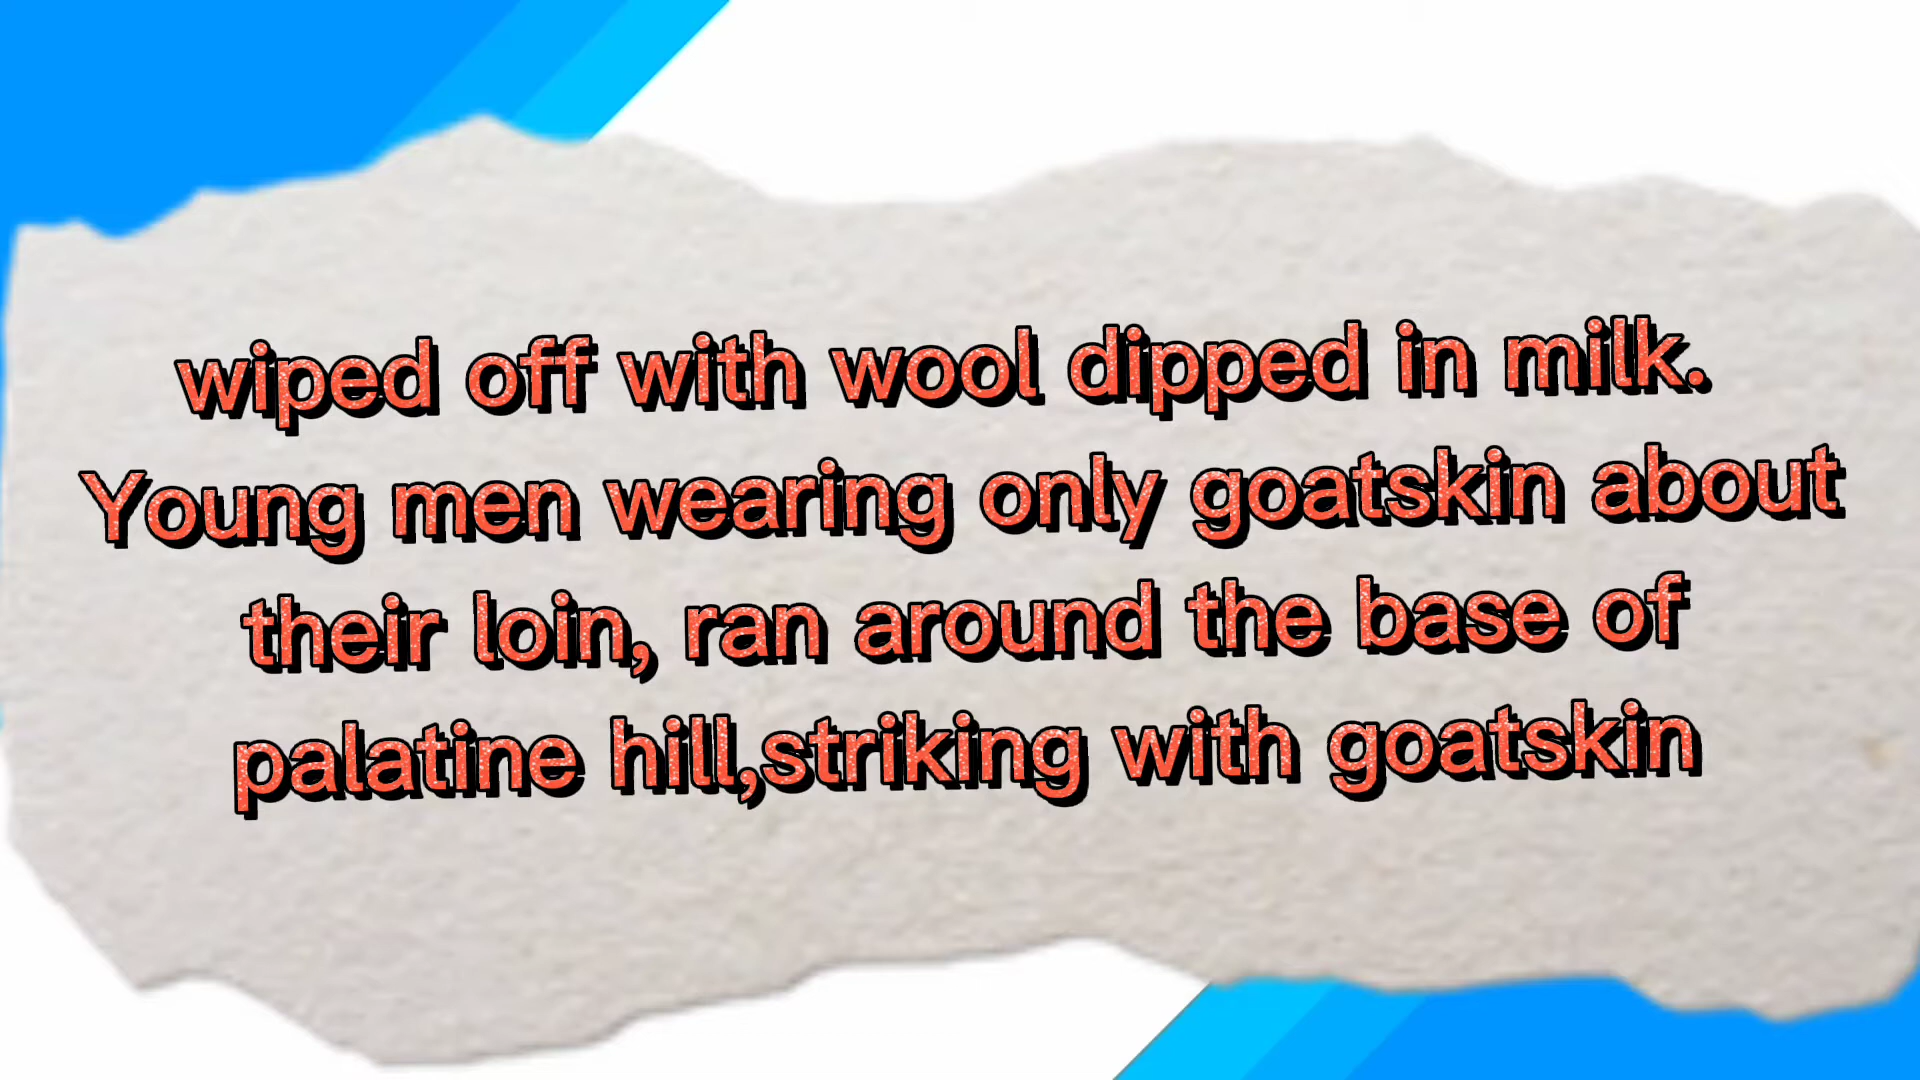 wiped off with wool dipped in milk.
Young men wearing only goatskin about
their loin, ran around the base of
palatine hill,striking with goatskin